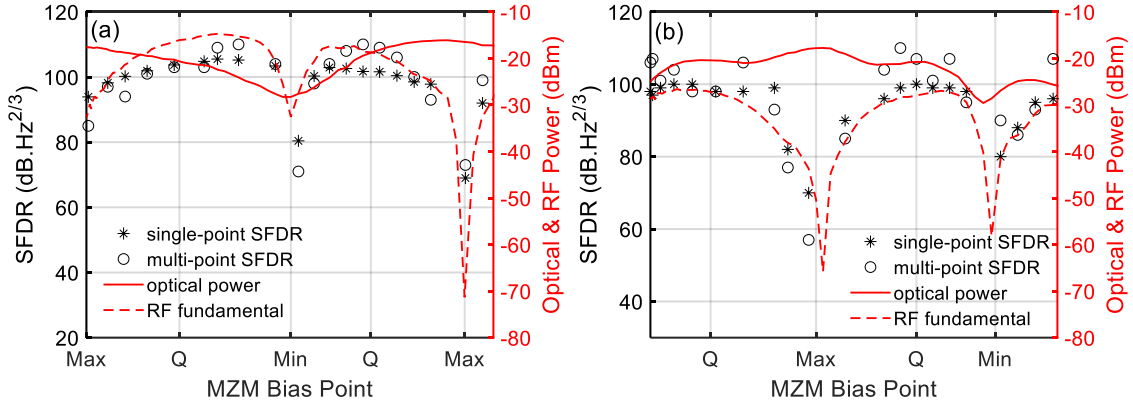 (a)
120
100
80
60
40
20
SFDR (dB.Hz^2/3)
-10
-20
-30
-40
-50
-60
-70
-80
Optical & RF Power (dBm)
single-point SFDR
multi-point SFDR
optical power
RF fundamental
Max Q Min Q Max
MZM Bias Point
(b)
120
100
80
60
40
SFDR (dB.Hz^2/3)
-10
-20
-30
-40
-50
-60
-70
-80
Optical & RF Power (dBm)
single-point SFDR
multi-point SFDR
optical power
RF fundamental
Q Max Q Min
MZM Bias Point